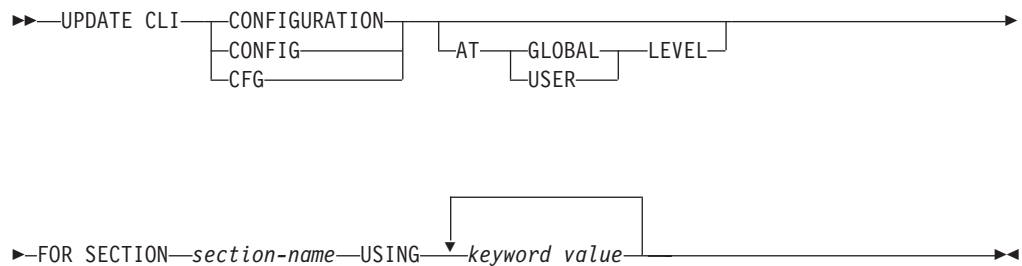 UPDATE CLI CONFIGURATION
CONFIG
CFG
AT GLOBAL LEVEL
USER
FOR SECTION section-name USING keyword value